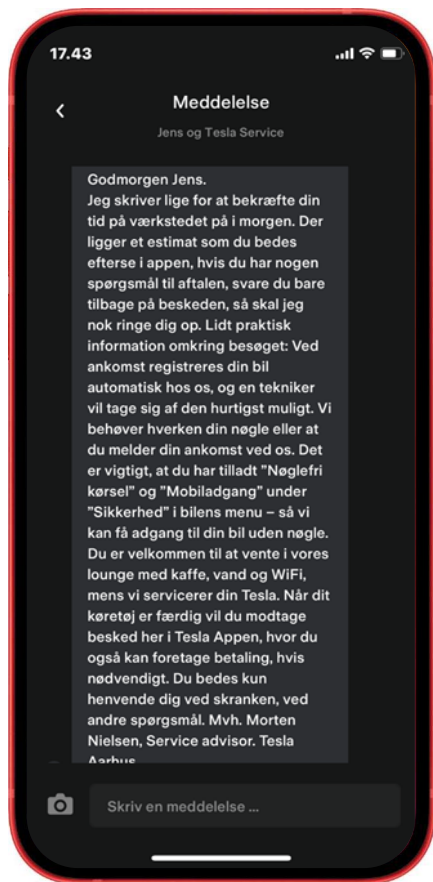 17.43
Meddelelse
Jens og Tesla Service
Godmorgen Jens.
Jeg skriver lige for at bekræfte din
tid på værkstedet på i morgen. Der
ligger et estimat som du bedes
efterse i appen, hvis du har nogen
spørgsmål til aftalen, svare du bare
tilbage på beskeden, så skal jeg
nok ringe dig op. Lidt praktisk
information omkring besøget: Ved
ankomst registreres din bil
automatisk hos os, og en tekniker
vil tage sig af den hurtigst muligt. Vi
behøver hverken din nøgle eller at
du melder din ankomst ved os. Det
er vigtigt, at du har tilladt "Nøglefri
kørsel" og "Mobiladgang" under
"Sikkerhed" i bilens menu – så vi
kan få adgang til din bil uden nøgle.
Du er velkommen til at vente i vores
lounge med kaffe, vand og WiFi,
mens vi servicerer din Tesla. Når dit
køretøj er færdig vil du modtage
besked her i Tesla Appen, hvor du
også kan foretage betaling, hvis
nødvendigt. Du bedes kun
henvende dig ved skranken, ved
andre spørgsmål. Mvh. Morten
Nielsen, Service advisor. Tesla
Aarhus
Skriv en meddelelse ...